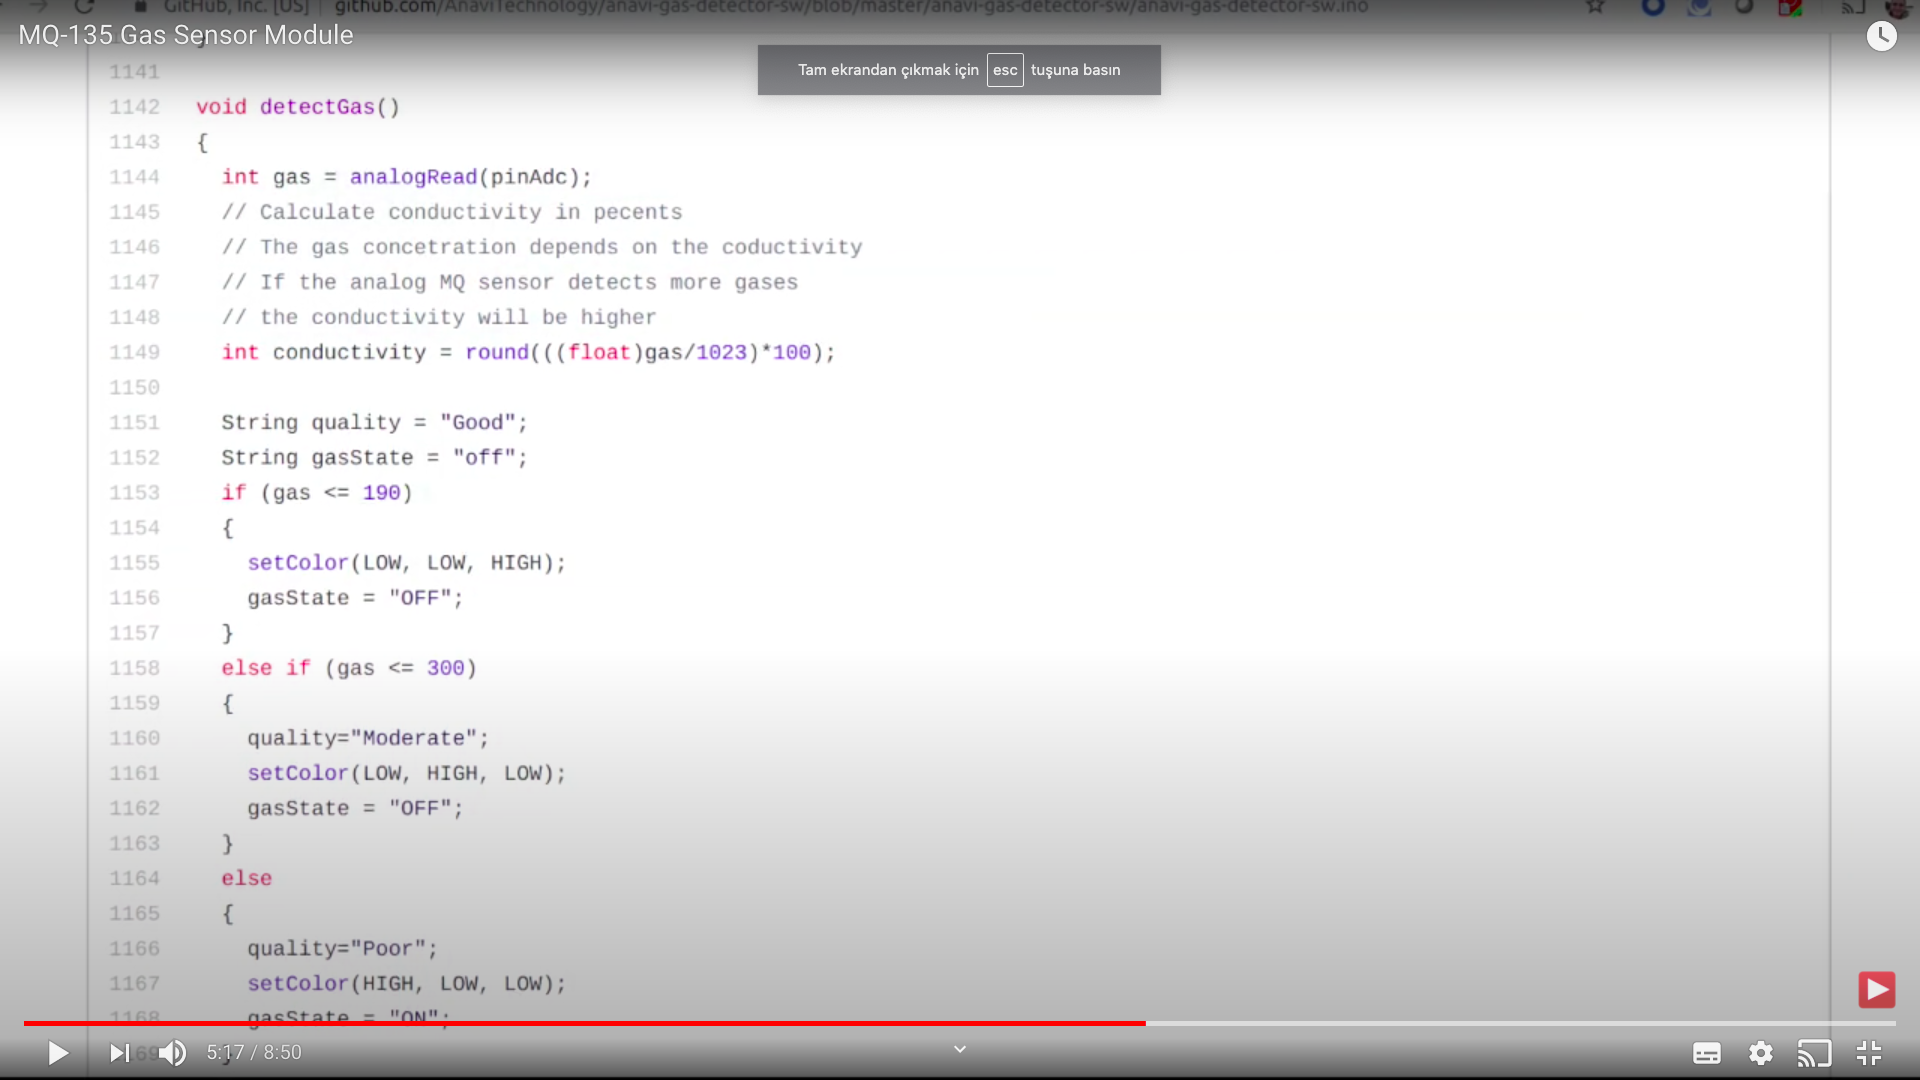 GitHub, Inc. [US] | github.com/AnaviTechnology/anavi-gas-detector-sw/blob/master/anavi-gas-detector-sw/anavi-gas-detector-sw.ino
MQ-135 Gas Sensor Module
Tam ekrandan çıkmak için esc tuşuna basın
1141
1142 void detectGas()
1143 {
1144 int gas = analogRead(pinAdc);
1145 // Calculate conductivity in pecents
1146 // The gas concetration depends on the coductivity
1147 // If the analog MQ sensor detects more gases
1148 // the conductivity will be higher
1149 int conductivity = round(((float)gas/1023)*100);
1150
1151 String quality = "Good";
1152 String gasState = "off";
1153 if (gas <= 190)
1154 {
1155 setColor(LOW, LOW, HIGH);
1156 gasState = "OFF";
1157 }
1158 else if (gas <= 300)
1159 {
1160 quality="Moderate";
1161 setColor(LOW, HIGH, LOW);
1162 gasState = "OFF";
1163 }
1164 else
1165 {
1166 quality="Poor";
1167 setColor(HIGH, LOW, LOW);
1168 gasState = "ON";
5:17 / 8:50